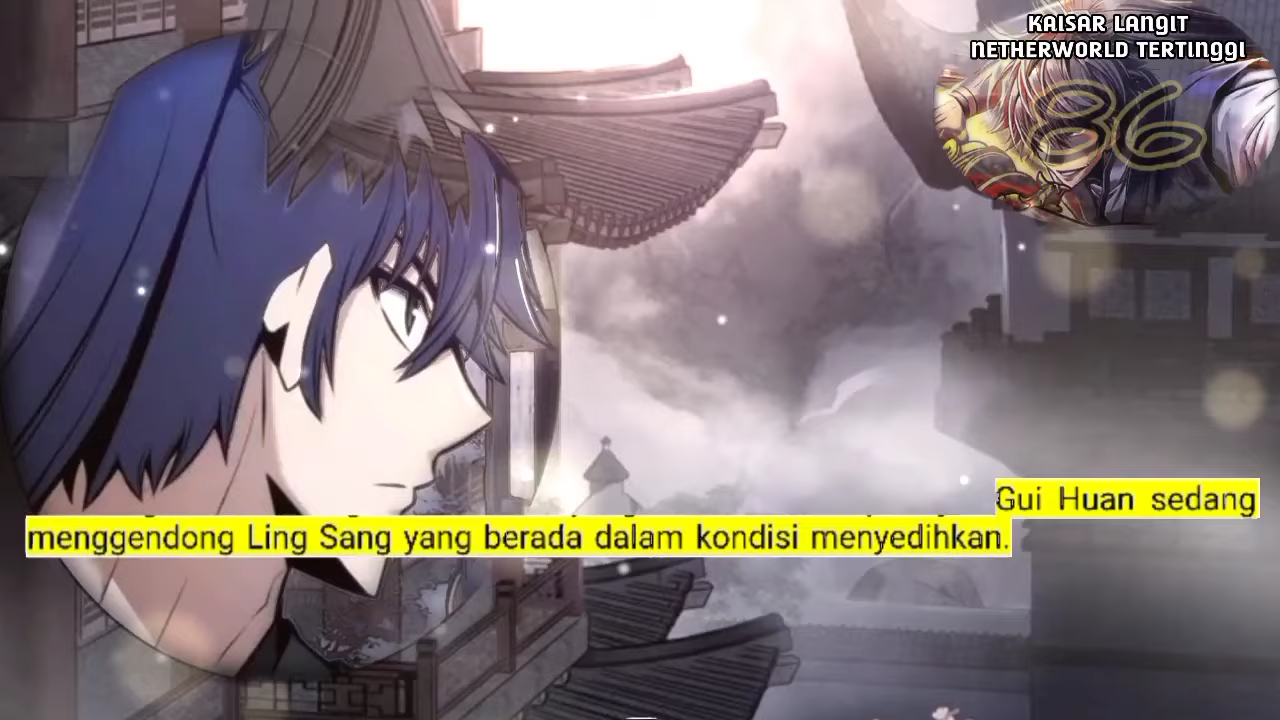 KAISAR LANGIT
NETHERWORLD TERTINGGI
86
Gui Huan sedang
menggendong Ling Sang yang berada dalam kondisi menyedihkan.